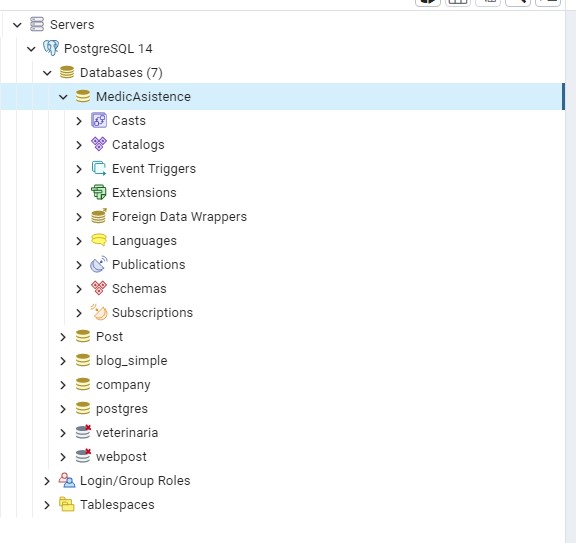 Servers
PostgreSQL 14
Databases (7)
MedicAsistence
Casts
Catalogs
Event Triggers
Extensions
Foreign Data Wrappers
Languages
Publications
Schemas
Subscriptions
Post
blog_simple
company
postgres
veterinaria
webpost
Login/Group Roles
Tablespaces